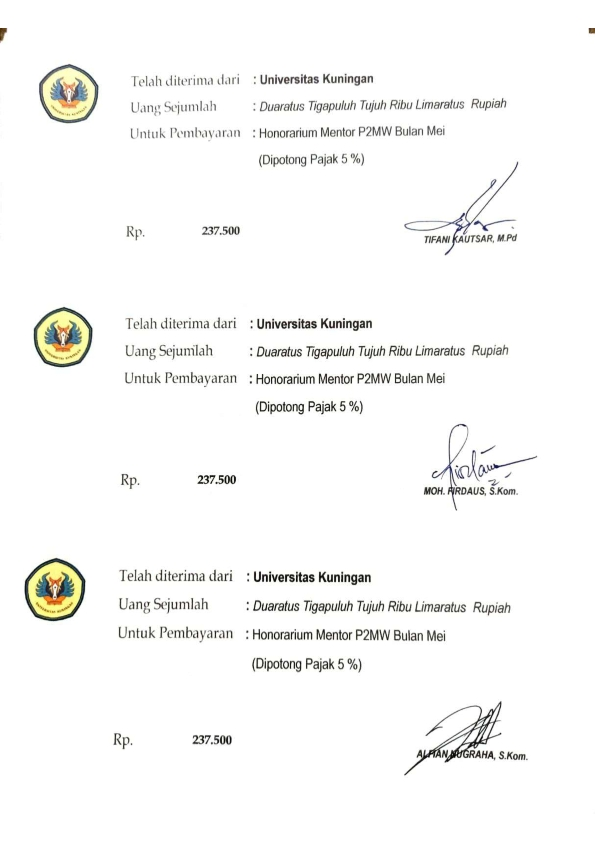 Telah diterima dari : Universitas Kuningan
Uang Sejumlah : Duaratus Tigapuluh Tujuh Ribu Limaratus Rupiah
Untuk Pembayaran : Honorarium Mentor P2MW Bulan Mei
(Dipotong Pajak 5 %)
Rp. 237.500
TIFANI KAUTSAR, M.Pd
Telah diterima dari : Universitas Kuningan
Uang Sejumlah : Duaratus Tigapuluh Tujuh Ribu Limaratus Rupiah
Untuk Pembayaran : Honorarium Mentor P2MW Bulan Mei
(Dipotong Pajak 5 %)
Rp. 237.500
MOH. FIRDAUS, S.Kom.
Telah diterima dari : Universitas Kuningan
Uang Sejumlah : Duaratus Tigapuluh Tujuh Ribu Limaratus Rupiah
Untuk Pembayaran : Honorarium Mentor P2MW Bulan Mei
(Dipotong Pajak 5 %)
Rp. 237.500
ALFIAN NUGRAHA, S.Kom.